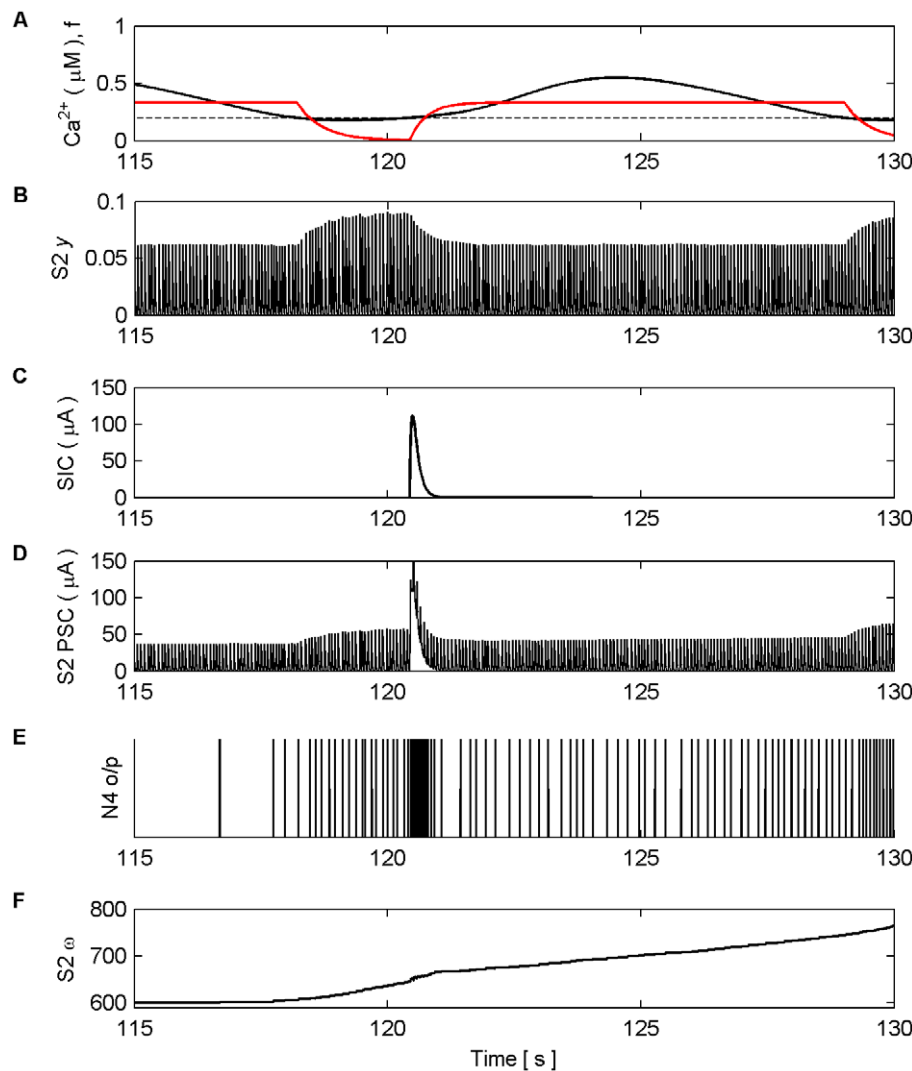 A
Ca2+ ( μM ), f
1
0.5
0
115 120 125 130
B
S2 y
0.1
0.05
0
115 120 125 130
C
SIC ( μA )
150
100
50
0
115 120 125 130
D
S2 PSC ( μA )
150
100
50
0
115 120 125 130
E
N4 o/p
115 120 125 130
F
S2 ω
800
700
600
115 120 125 130
Time [ s ]